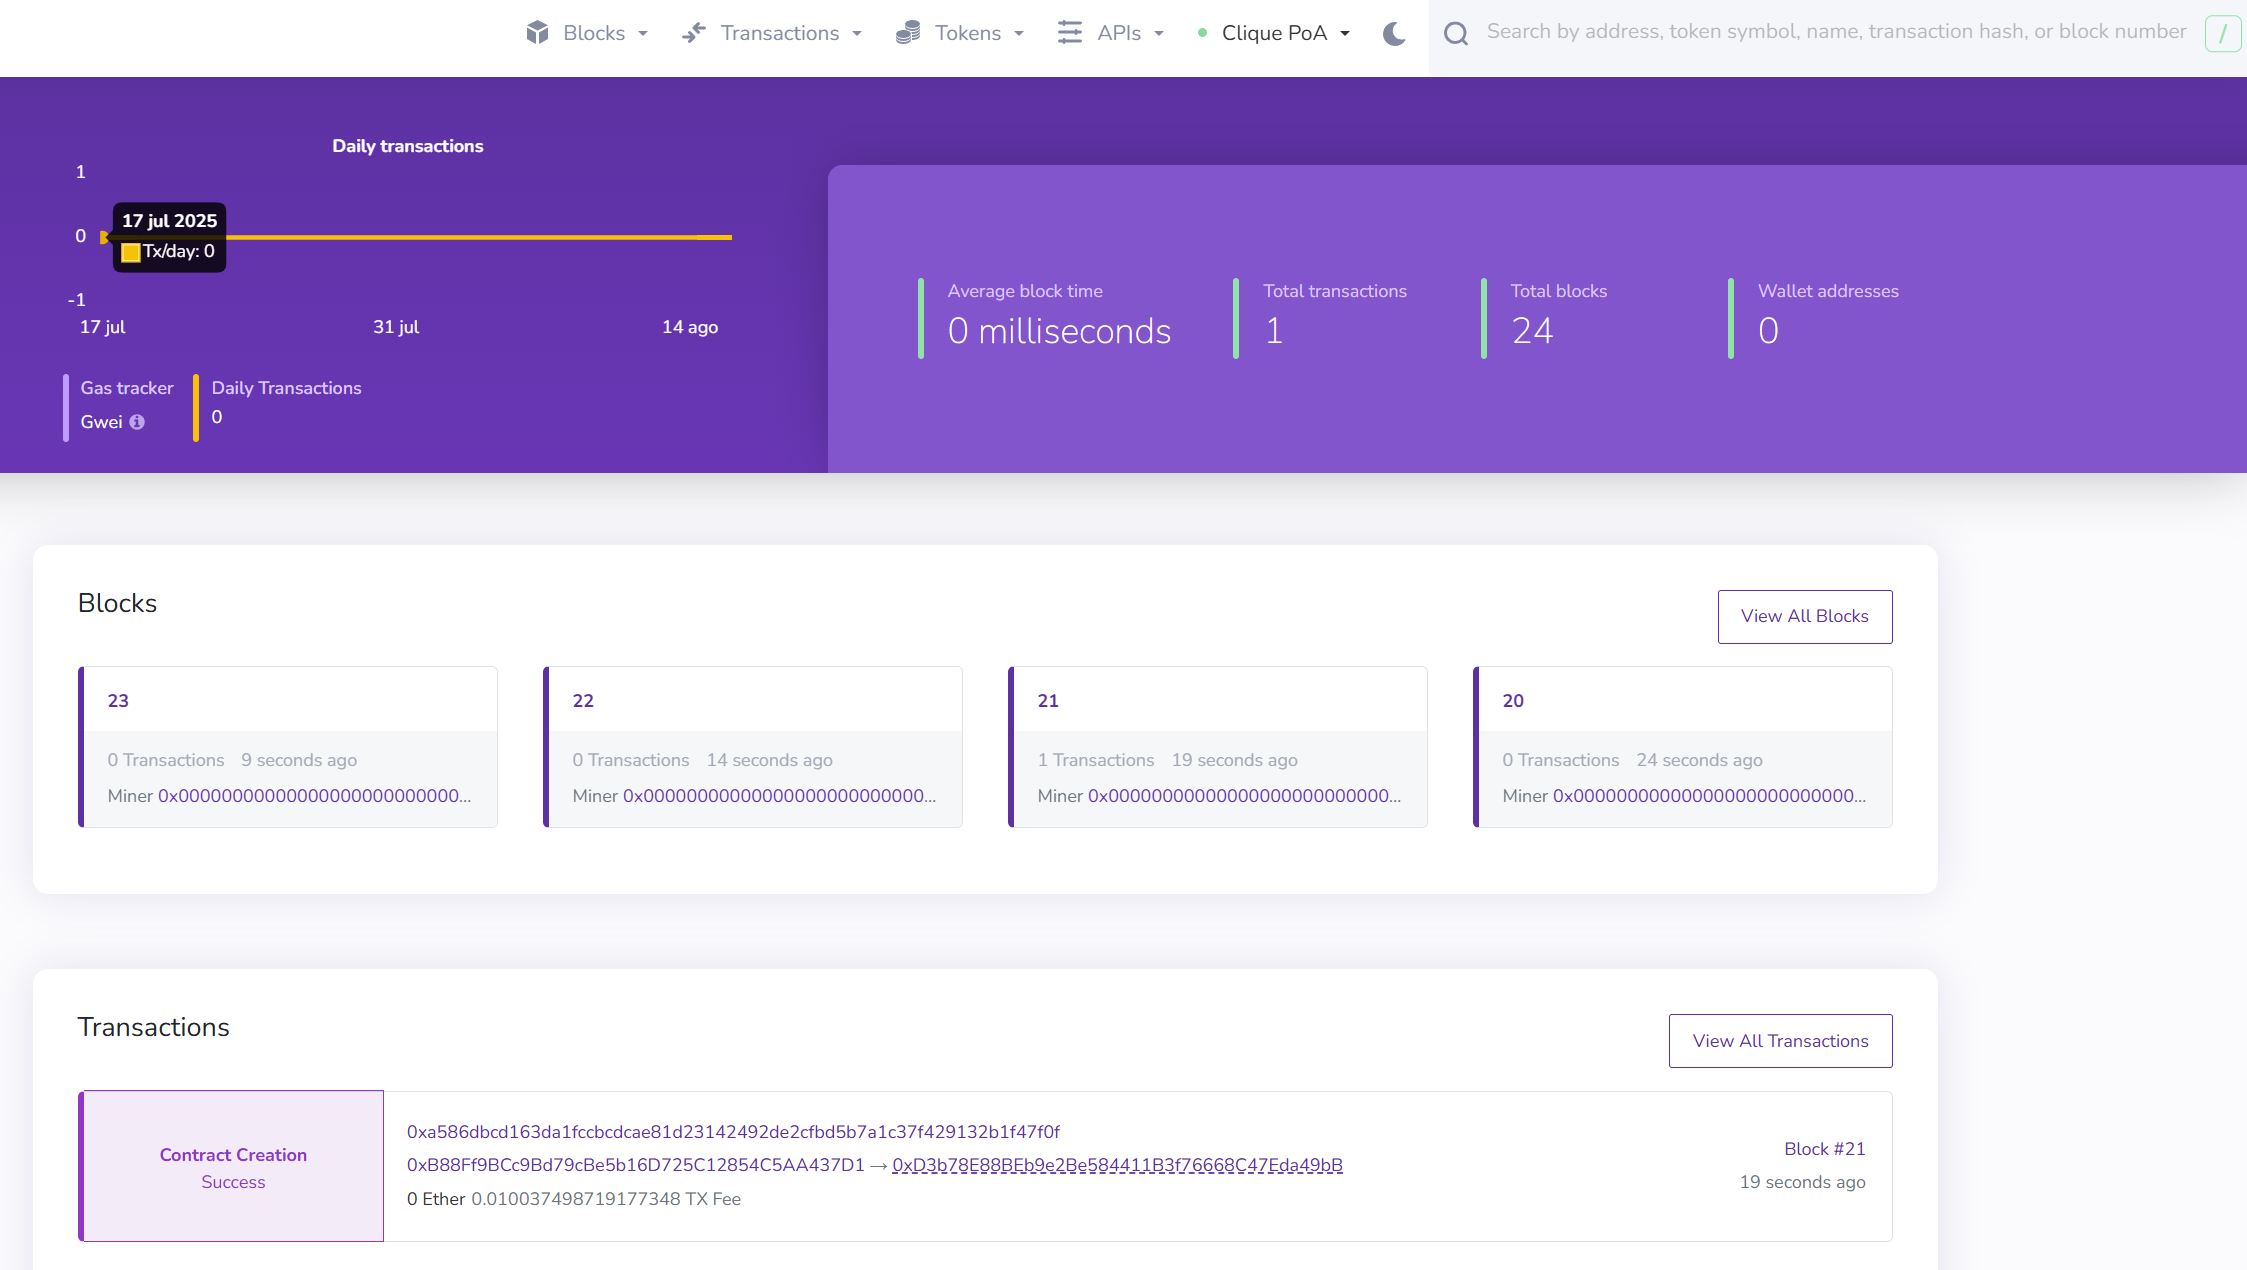 Blocks
Transactions
Tokens
APIs
Clique PoA
Search by address, token symbol, name, transaction hash, or block number
/
Daily transactions
1
0
-1
17 jul 2025
Tx/day: 0
17 jul
31 jul
14 ago
Gas tracker
Gwei
Daily Transactions
0
Average block time
0 milliseconds
Total transactions
1
Total blocks
24
Wallet addresses
0
Blocks
View All Blocks
23
0 Transactions 9 seconds ago
Miner 0x00000000000000000000000000...
22
0 Transactions 14 seconds ago
Miner 0x00000000000000000000000000...
21
1 Transactions 19 seconds ago
Miner 0x00000000000000000000000000...
20
0 Transactions 24 seconds ago
Miner 0x00000000000000000000000000...
Transactions
View All Transactions
Contract Creation
Success
0xa586dbcd163da1fccbcdcae81d23142492de2cfbd5b7a1c37f429132b1f47f0f
0xB88Ff9BCc9Bd79cBe5b16D725C12854C5AA437D1 → 0xD3b78E88BEb9e2Be584411B3f76668C47Eda49bB
0 Ether 0.010037498719177348 TX Fee
Block #21
19 seconds ago